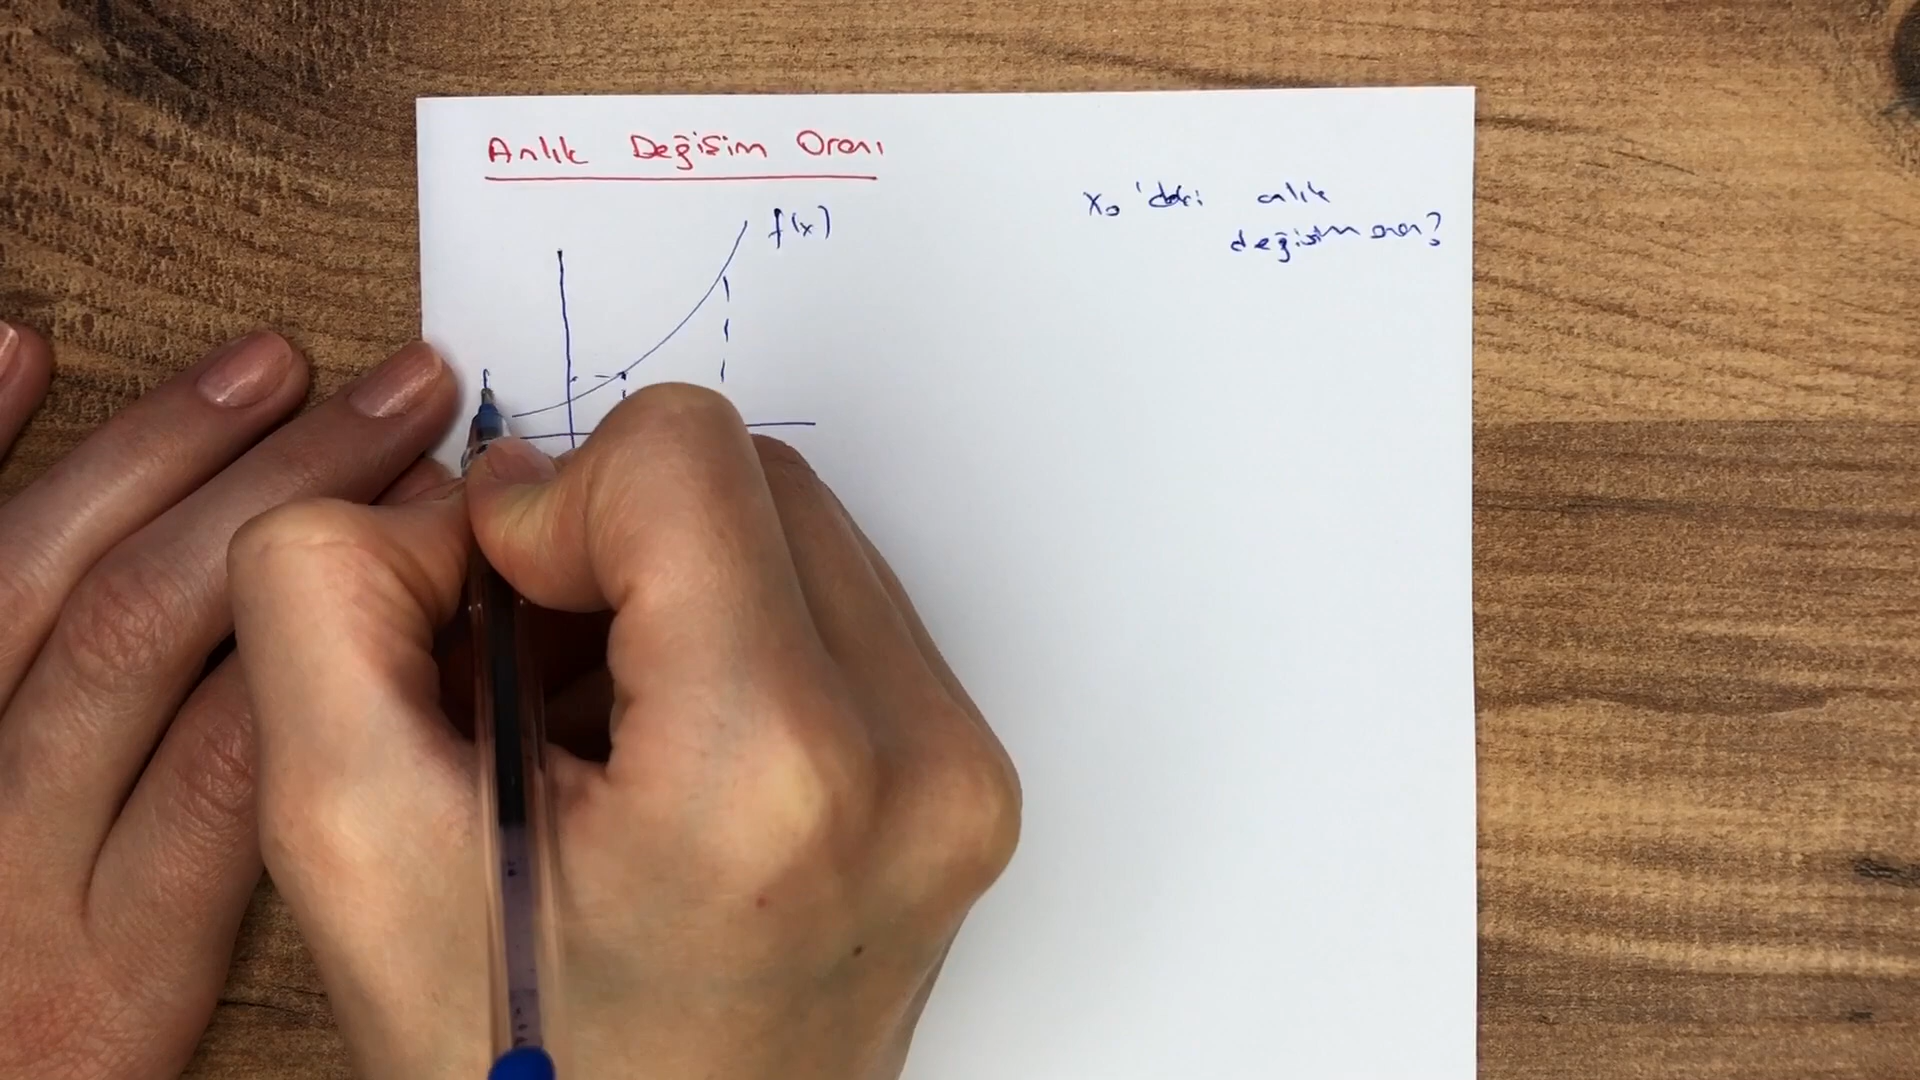 Anlık Değişim Oranı
f(x)
x₀'daki anlık
değişim oranı?